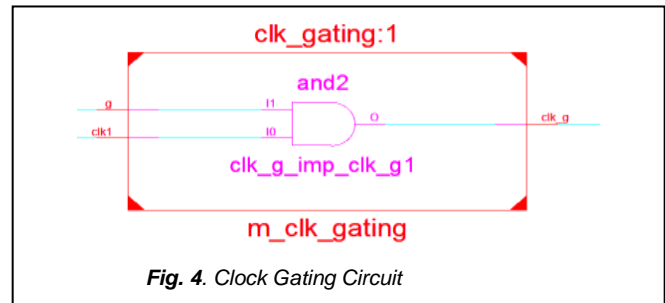 clk_gating:1
and2
g
I1
O
clk_g
clk1
I0
clk_g_imp_clk_g1
m_clk_gating
Fig. 4. Clock Gating Circuit